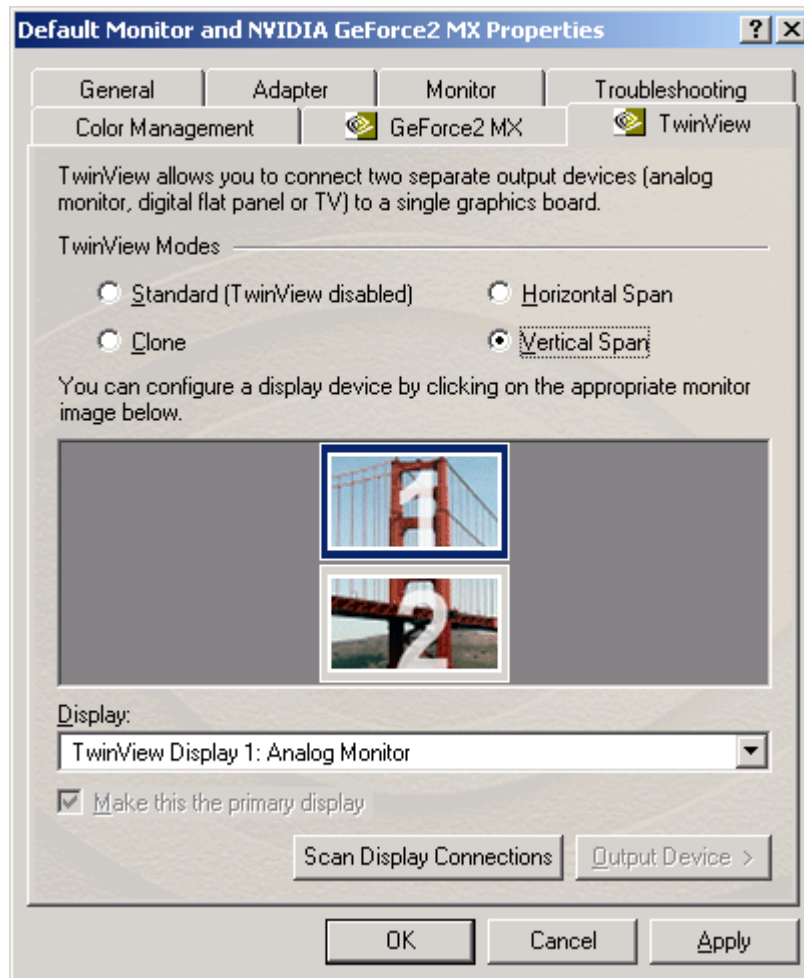 Default Monitor and NVIDIA GeForce2 MX Properties
General Adapter Monitor Troubleshooting
Color Management GeForce2 MX TwinView
TwinView allows you to connect two separate output devices (analog
monitor, digital flat panel or TV) to a single graphics board.
TwinView Modes
Standard (TwinView disabled) Horizontal Span
Clone Vertical Span
You can configure a display device by clicking on the appropriate monitor
image below.
1
2
Display:
TwinView Display 1: Analog Monitor
Make this the primary display
Scan Display Connections Output Device >
OK Cancel Apply